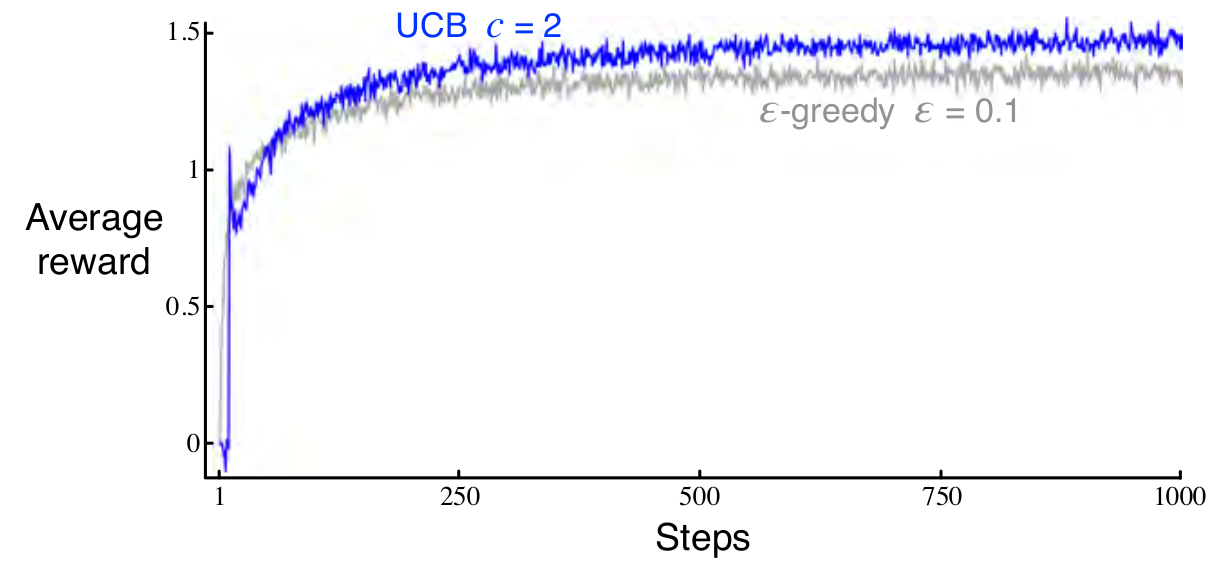 UCB c = 2
1.5
ε-greedy ε = 0.1
1
Average
reward
0.5
0
1 250 500 750 1000
Steps